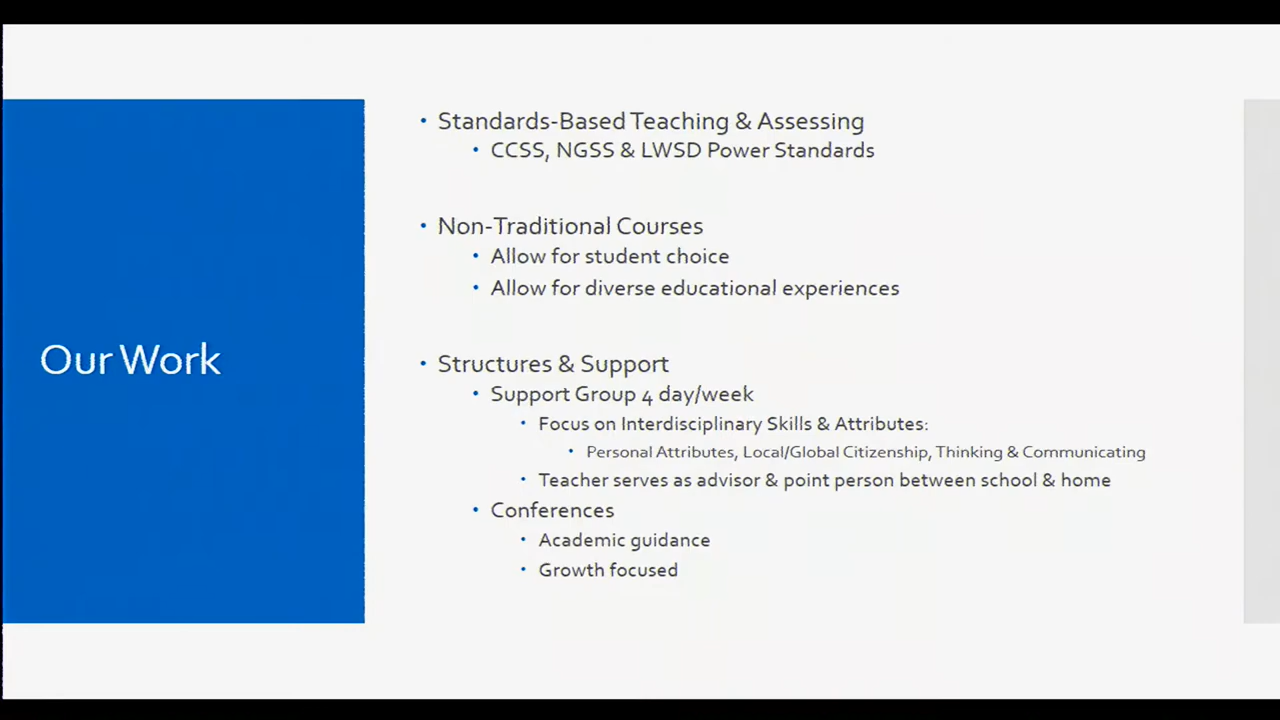 Our Work
Standards-Based Teaching & Assessing
CCSS, NGSS & LWSD Power Standards
Non-Traditional Courses
Allow for student choice
Allow for diverse educational experiences
Structures & Support
Support Group 4 day/week
Focus on Interdisciplinary Skills & Attributes:
Personal Attributes, Local/Global Citizenship, Thinking & Communicating
Teacher serves as advisor & point person between school & home
Conferences
Academic guidance
Growth focused